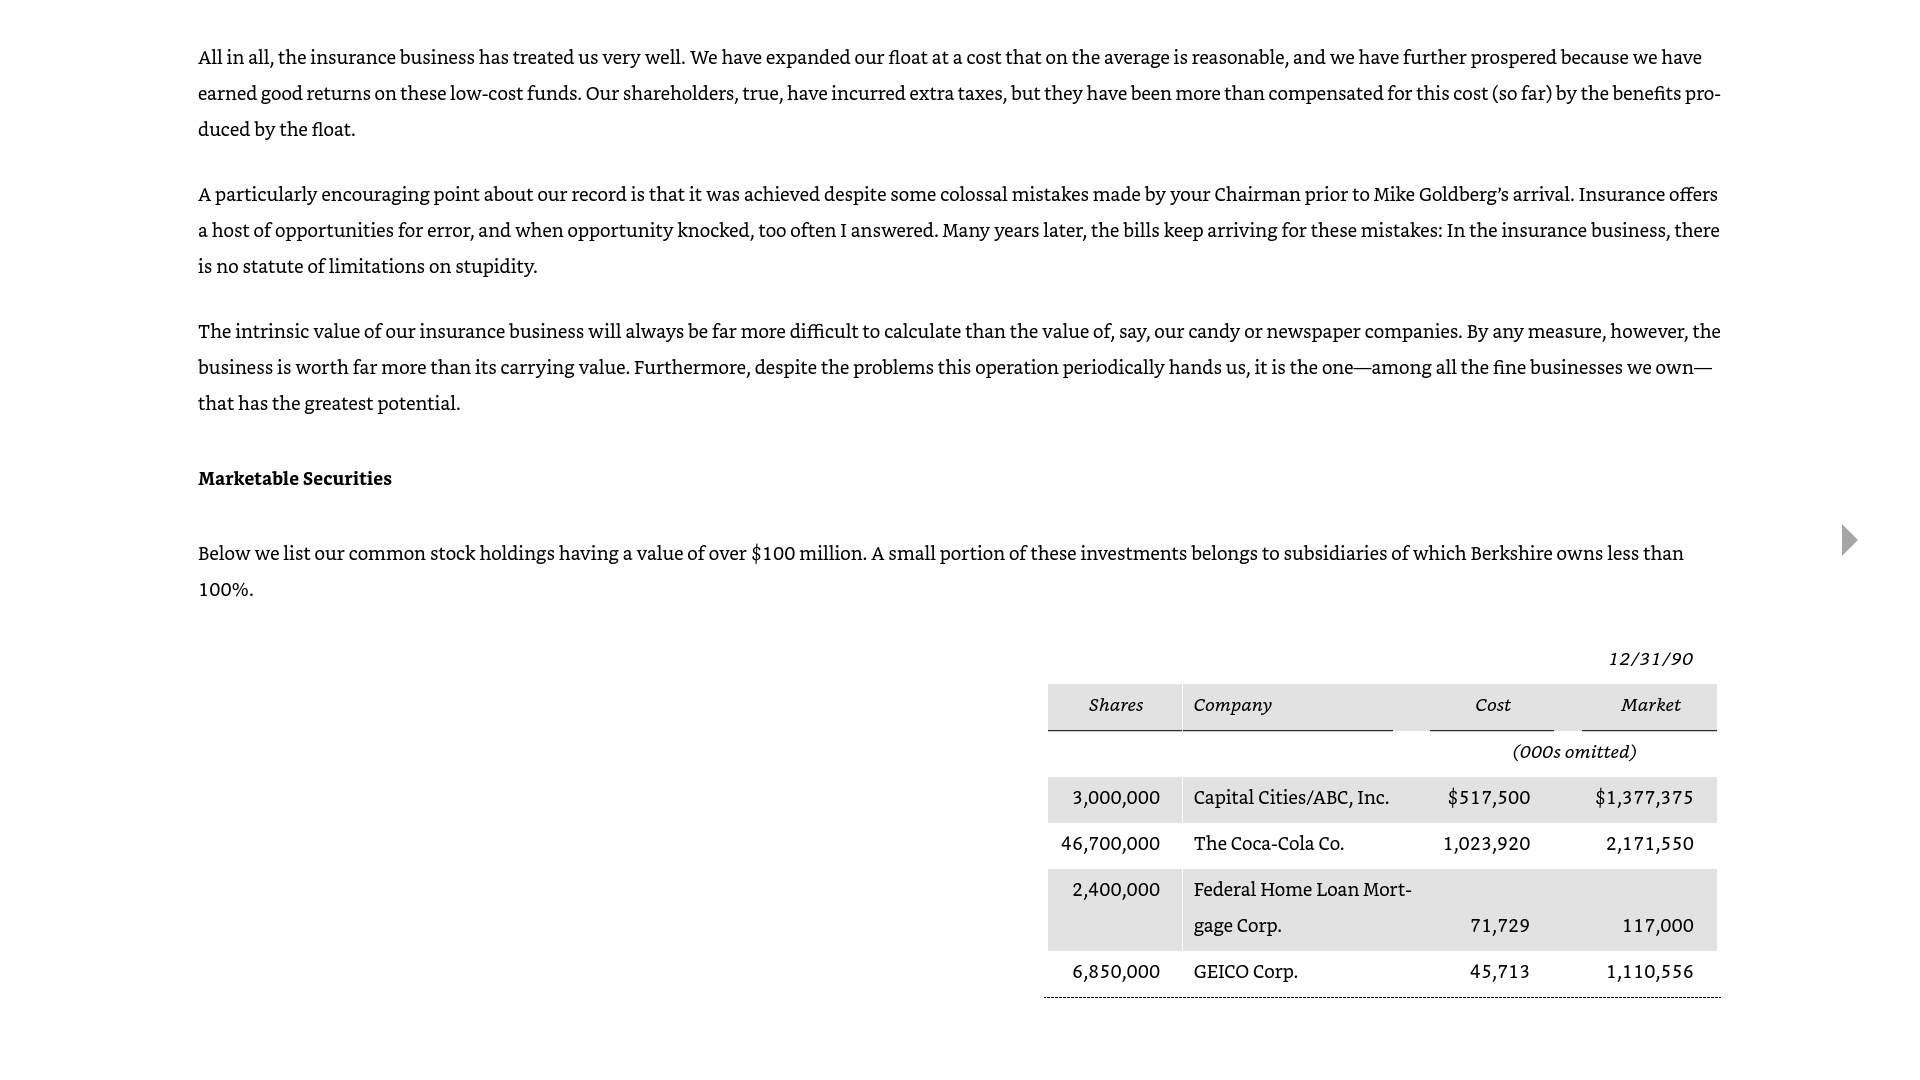 All in all, the insurance business has treated us very well. We have expanded our float at a cost that on the average is reasonable, and we have further prospered because we have
earned good returns on these low-cost funds. Our shareholders, true, have incurred extra taxes, but they have been more than compensated for this cost (so far) by the benefits pro-
duced by the float.
A particularly encouraging point about our record is that it was achieved despite some colossal mistakes made by your Chairman prior to Mike Goldberg’s arrival. Insurance offers
a host of opportunities for error, and when opportunity knocked, too often I answered. Many years later, the bills keep arriving for these mistakes: In the insurance business, there
is no statute of limitations on stupidity.
The intrinsic value of our insurance business will always be far more difficult to calculate than the value of, say, our candy or newspaper companies. By any measure, however, the
business is worth far more than its carrying value. Furthermore, despite the problems this operation periodically hands us, it is the one—among all the fine businesses we own—
that has the greatest potential.
Marketable Securities
Below we list our common stock holdings having a value of over $100 million. A small portion of these investments belongs to subsidiaries of which Berkshire owns less than
100%.
12/31/90
Shares Company Cost Market
(000s omitted)
3,000,000 Capital Cities/ABC, Inc. $517,500 $1,377,375
46,700,000 The Coca-Cola Co. 1,023,920 2,171,550
2,400,000 Federal Home Loan Mort-
gage Corp. 71,729 117,000
6,850,000 GEICO Corp. 45,713 1,110,556